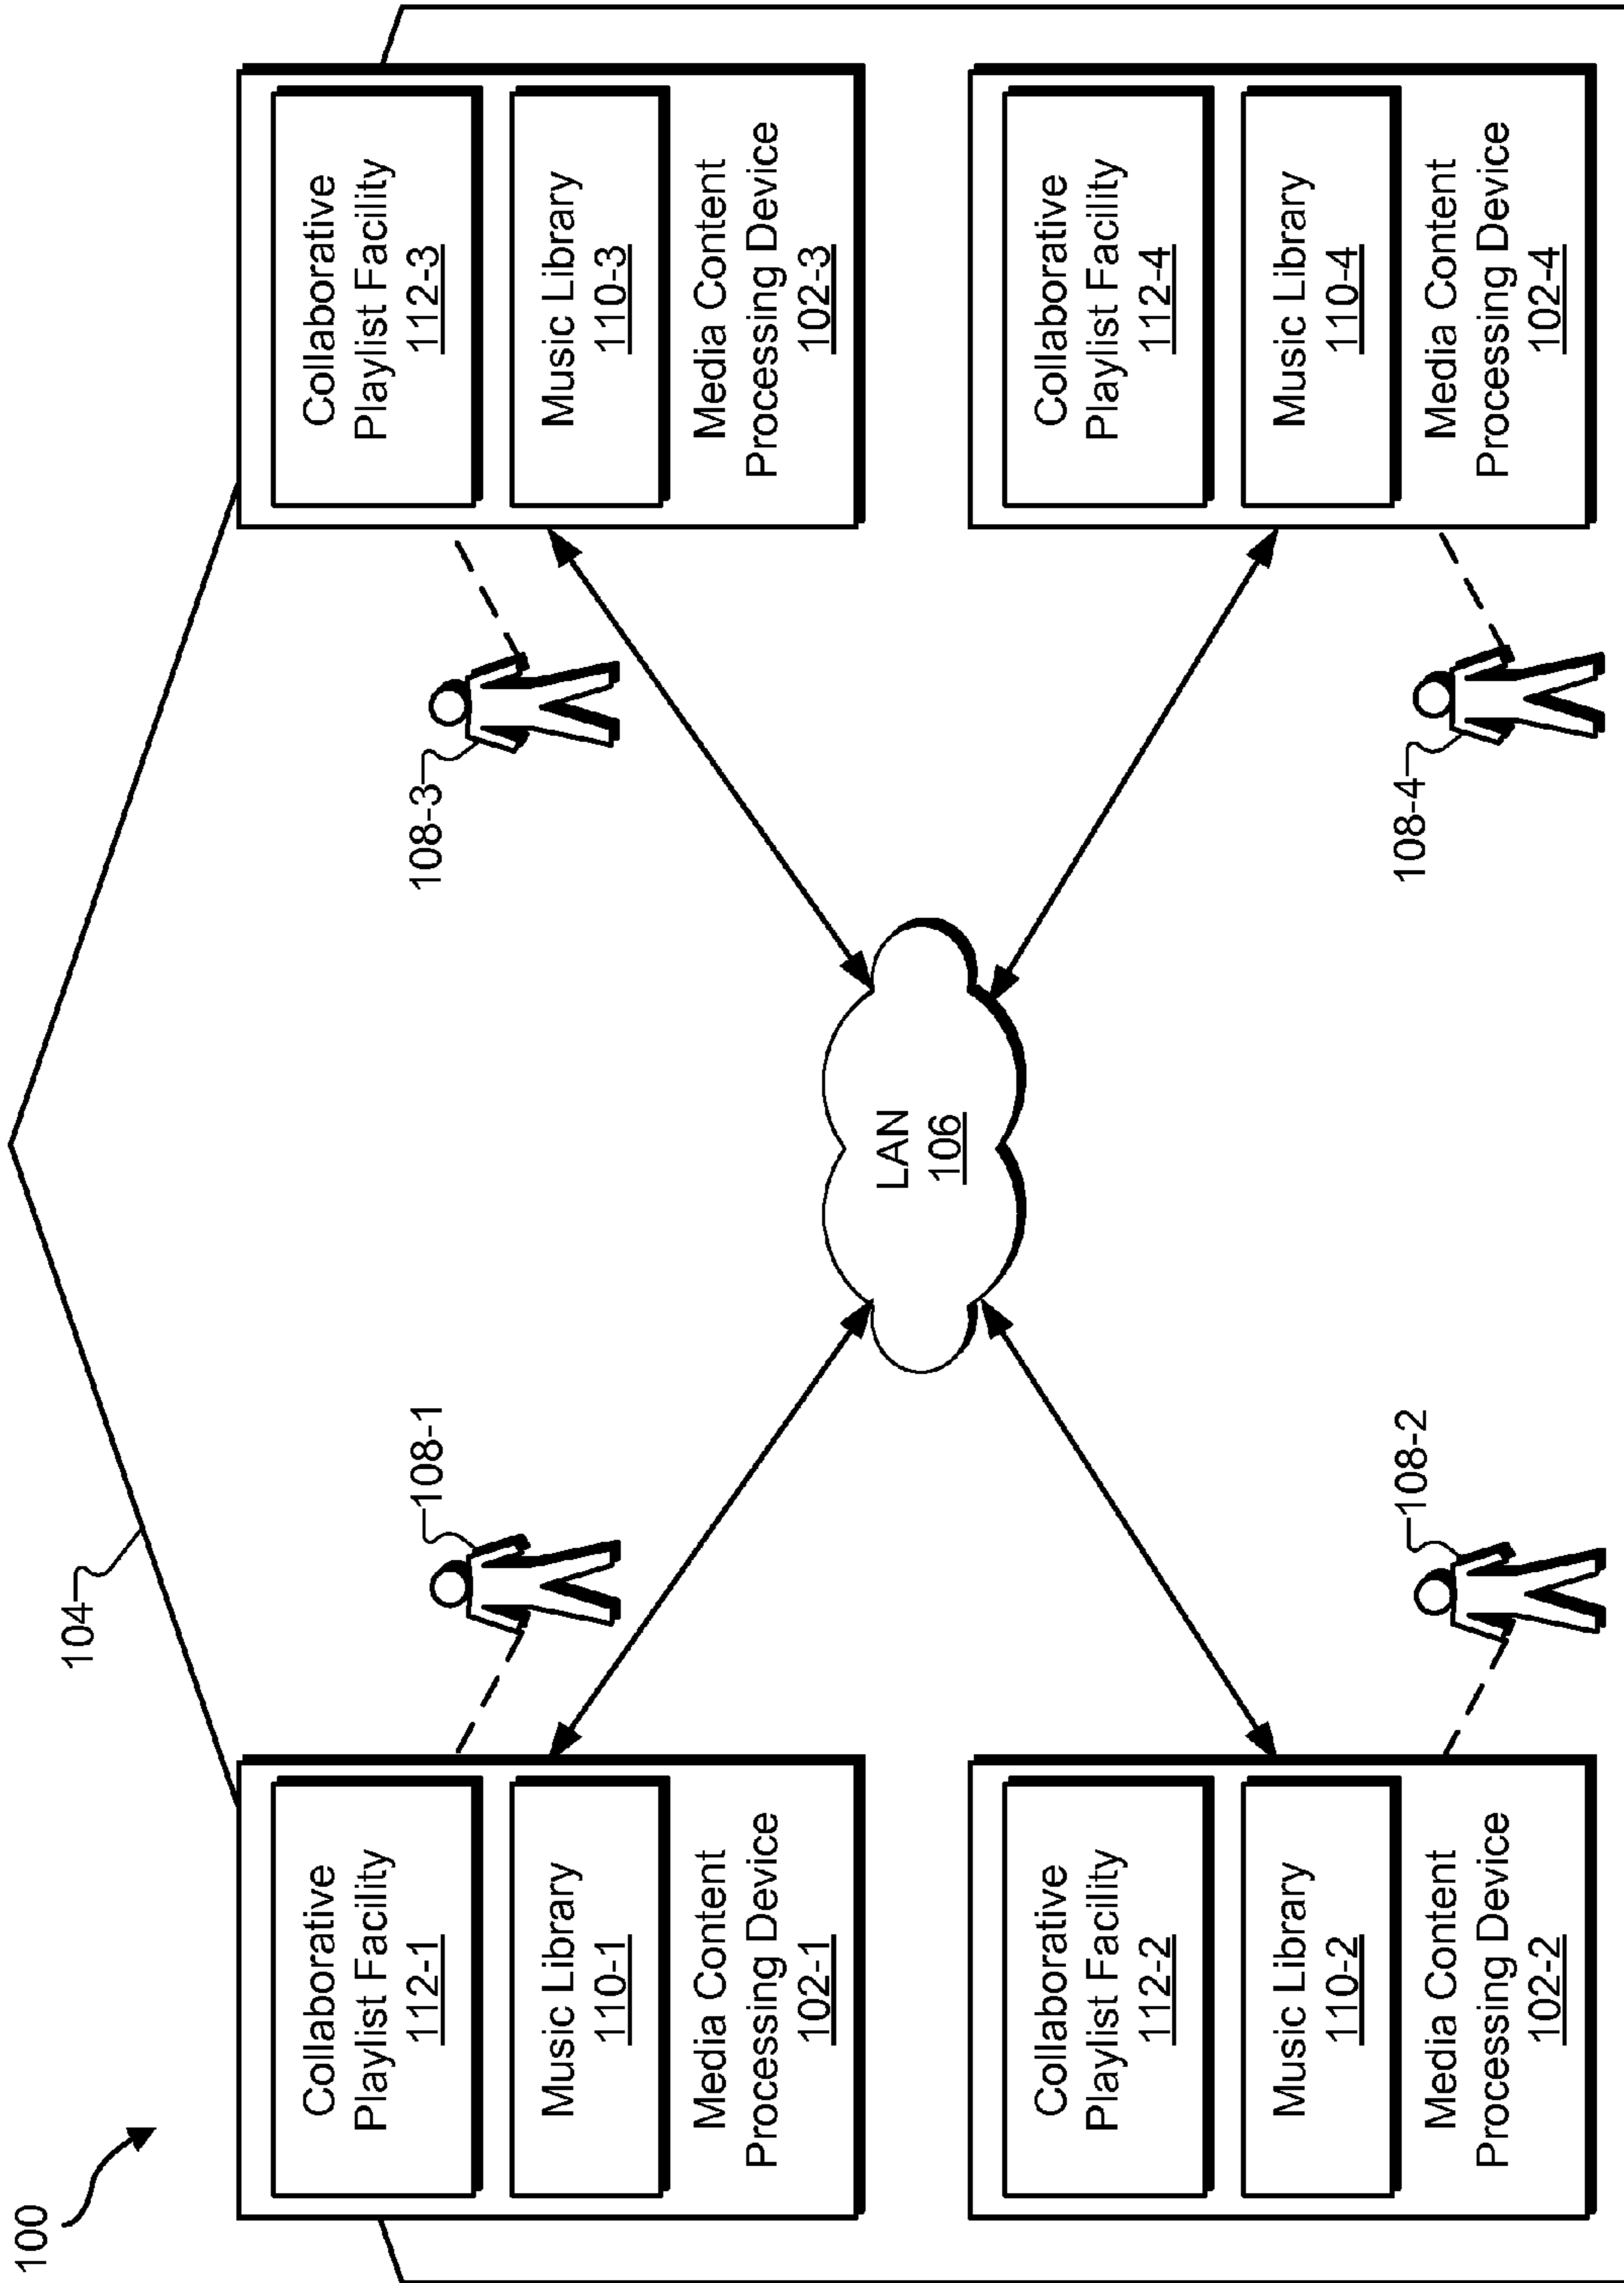 100
104
Collaborative
Playlist Facility
112-1
Music Library
110-1
Media Content
Processing Device
102-1
108-1
108-3
Collaborative
Playlist Facility
112-3
Music Library
110-3
Media Content
Processing Device
102-3
LAN
106
Collaborative
Playlist Facility
112-2
Music Library
110-2
Media Content
Processing Device
102-2
108-2
108-4
Collaborative
Playlist Facility
112-4
Music Library
110-4
Media Content
Processing Device
102-4